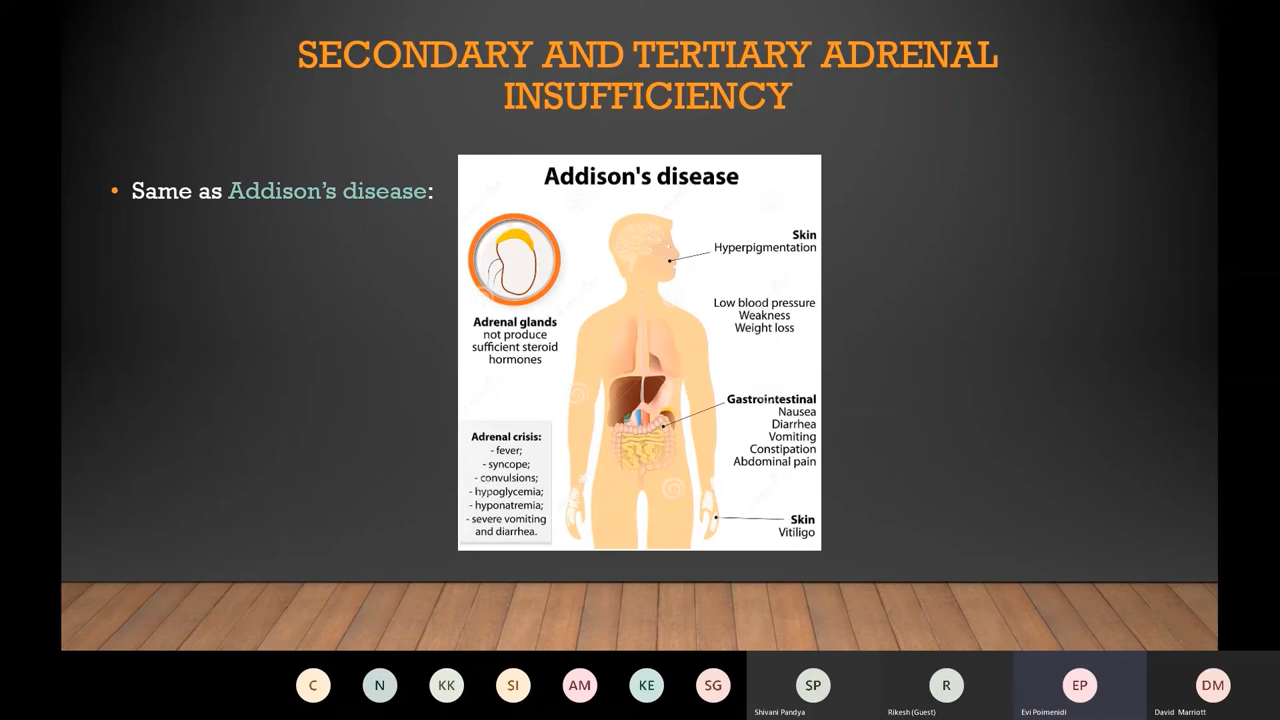 SECONDARY AND TERTIARY ADRENAL
INSUFFICIENCY
• Same as Addison's disease:
Addison's disease
Skin
Hyperpigmentation
Low blood pressure
Weakness
Weight loss
Adrenal glands
not produce
sufficient steroid
hormones
Gastrointestinal
Nausea
Diarrhea
Vomiting
Constipation
Abdominal pain
Adrenal crisis:
- fever;
- syncope;
- convulsions;
- hypoglycemia;
- hyponatremia;
- severe vomiting
and diarrhea.
Skin
Vitiligo
C N KK SI AM KE SG SP R EP DM
Shivani Pandya Rikesh (Guest) Evi Poimenidi David Marriott